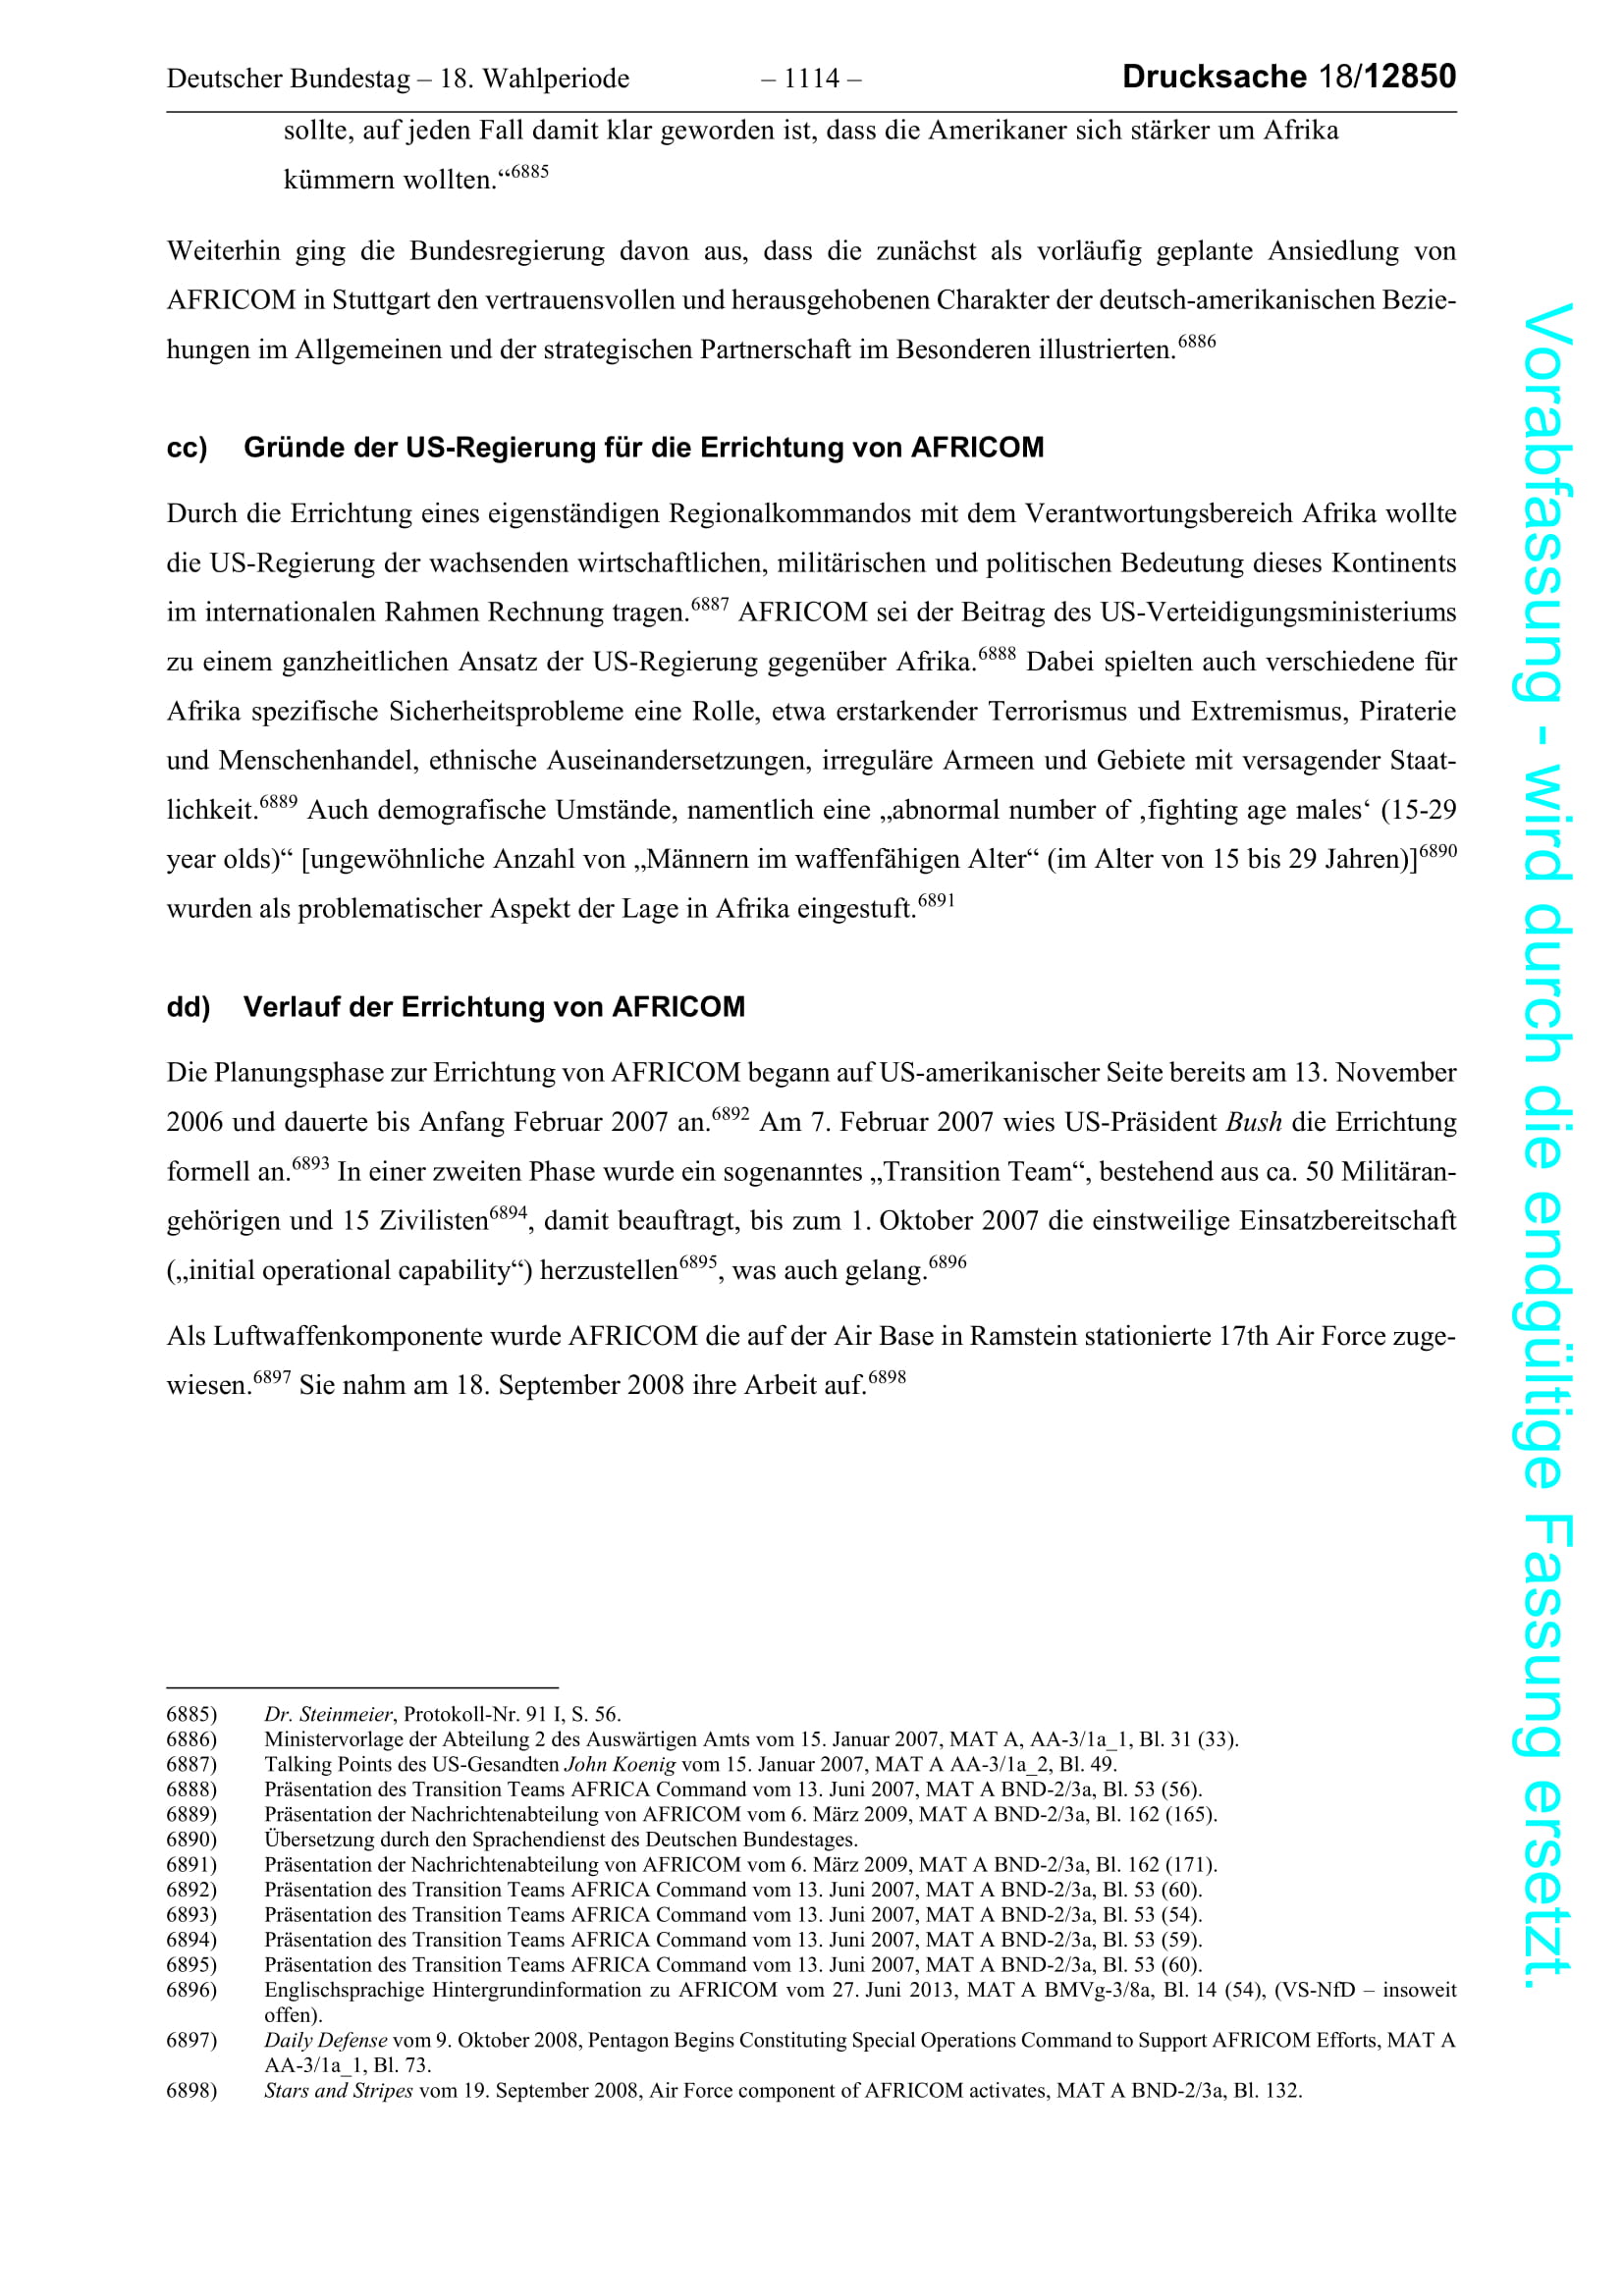 Deutscher Bundestag – 18. Wahlperiode – 1114 – Drucksache 18/12850
sollte, auf jeden Fall damit klar geworden ist, dass die Amerikaner sich stärker um Afrika
kümmern wollten.“6885
Weiterhin ging die Bundesregierung davon aus, dass die zunächst als vorläufig geplante Ansiedlung von
AFRICOM in Stuttgart den vertrauensvollen und herausgehobenen Charakter der deutsch-amerikanischen Bezie-
hungen im Allgemeinen und der strategischen Partnerschaft im Besonderen illustrierten.6886
cc) Gründe der US-Regierung für die Errichtung von AFRICOM
Durch die Errichtung eines eigenständigen Regionalkommandos mit dem Verantwortungsbereich Afrika wollte
die US-Regierung der wachsenden wirtschaftlichen, militärischen und politischen Bedeutung dieses Kontinents
im internationalen Rahmen Rechnung tragen.6887 AFRICOM sei der Beitrag des US-Verteidigungsministeriums
zu einem ganzheitlichen Ansatz der US-Regierung gegenüber Afrika.6888 Dabei spielten auch verschiedene für
Afrika spezifische Sicherheitsprobleme eine Rolle, etwa erstarkender Terrorismus und Extremismus, Piraterie
und Menschenhandel, ethnische Auseinandersetzungen, irreguläre Armeen und Gebiete mit versagender Staat-
lichkeit.6889 Auch demografische Umstände, namentlich eine „abnormal number of ‚fighting age males‘ (15-29
year olds)“ [ungewöhnliche Anzahl von „Männern im waffenfähigen Alter“ (im Alter von 15 bis 29 Jahren)]6890
wurden als problematischer Aspekt der Lage in Afrika eingestuft.6891
dd) Verlauf der Errichtung von AFRICOM
Die Planungsphase zur Errichtung von AFRICOM begann auf US-amerikanischer Seite bereits am 13. November
2006 und dauerte bis Anfang Februar 2007 an.6892 Am 7. Februar 2007 wies US-Präsident Bush die Errichtung
formell an.6893 In einer zweiten Phase wurde ein sogenanntes „Transition Team“, bestehend aus ca. 50 Militäran-
gehörigen und 15 Zivilisten6894, damit beauftragt, bis zum 1. Oktober 2007 die einstweilige Einsatzbereitschaft
(„initial operational capability“) herzustellen6895, was auch gelang.6896
Als Luftwaffenkomponente wurde AFRICOM die auf der Air Base in Ramstein stationierte 17th Air Force zuge-
wiesen.6897 Sie nahm am 18. September 2008 ihre Arbeit auf.6898
6885) Dr. Steinmeier, Protokoll-Nr. 91 I, S. 56.
6886) Ministervorlage der Abteilung 2 des Auswärtigen Amts vom 15. Januar 2007, MAT A, AA-3/1a_1, Bl. 31 (33).
6887) Talking Points des US-Gesandten John Koenig vom 15. Januar 2007, MAT A AA-3/1a_2, Bl. 49.
6888) Präsentation des Transition Teams AFRICA Command vom 13. Juni 2007, MAT A BND-2/3a, Bl. 53 (56).
6889) Präsentation der Nachrichtenabteilung von AFRICOM vom 6. März 2009, MAT A BND-2/3a, Bl. 162 (165).
6890) Übersetzung durch den Sprachendienst des Deutschen Bundestages.
6891) Präsentation der Nachrichtenabteilung von AFRICOM vom 6. März 2009, MAT A BND-2/3a, Bl. 162 (171).
6892) Präsentation des Transition Teams AFRICA Command vom 13. Juni 2007, MAT A BND-2/3a, Bl. 53 (60).
6893) Präsentation des Transition Teams AFRICA Command vom 13. Juni 2007, MAT A BND-2/3a, Bl. 53 (54).
6894) Präsentation des Transition Teams AFRICA Command vom 13. Juni 2007, MAT A BND-2/3a, Bl. 53 (59).
6895) Präsentation des Transition Teams AFRICA Command vom 13. Juni 2007, MAT A BND-2/3a, Bl. 53 (60).
6896) Englischsprachige Hintergrundinformation zu AFRICOM vom 27. Juni 2013, MAT A BMVg-3/8a, Bl. 14 (54), (VS-NfD – insoweit
offen).
6897) Daily Defense vom 9. Oktober 2008, Pentagon Begins Constituting Special Operations Command to Support AFRICOM Efforts, MAT A
AA-3/1a_1, Bl. 73.
6898) Stars and Stripes vom 19. September 2008, Air Force component of AFRICOM activates, MAT A BND-2/3a, Bl. 132.
Vorabfassung - wird durch die endgültige Fassung ersetzt.